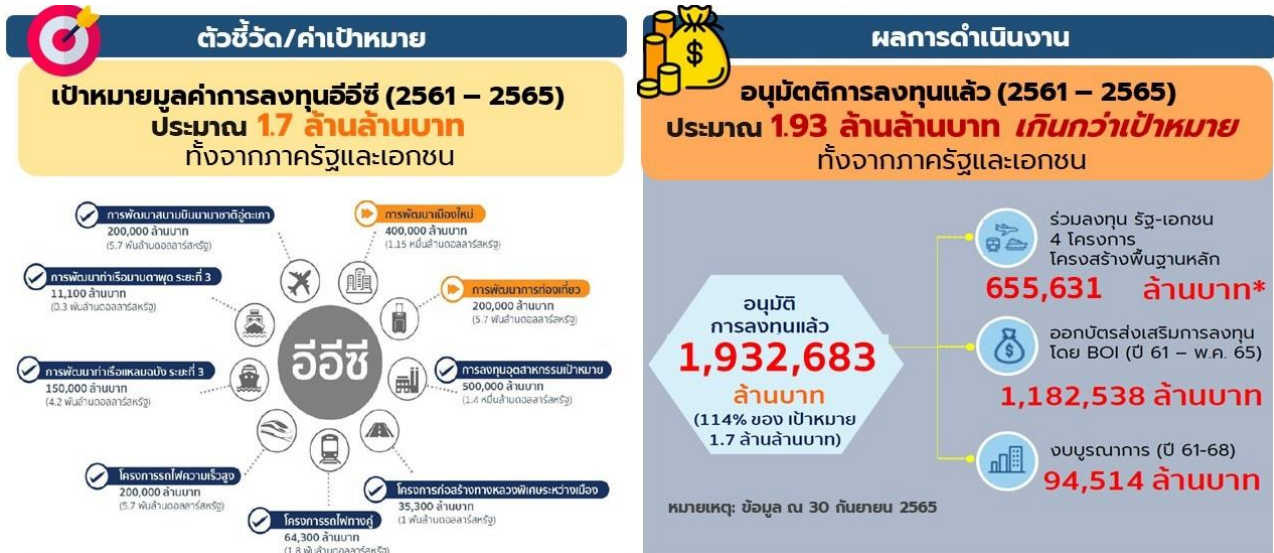 ตัวชี้วัด/ค่าเป้าหมาย
เป้าหมายมูลค่าการลงทุนอีอีซี (2561 – 2565)
ประมาณ 1.7 ล้านล้านบาท
ทั้งจากภาครัฐและเอกชน
การพัฒนาสนามบินนานาชาติอู่ตะเภา
200,000 ล้านบาท
(5.7 พันล้านดอลลาร์สหรัฐ)
การพัฒนาเมืองใหม่
400,000 ล้านบาท
(1.15 หมื่นล้านดอลลาร์สหรัฐ)
การพัฒนาท่าเรือมาบตาพุด ระยะที่ 3
11,100 ล้านบาท
(0.3 พันล้านดอลลาร์สหรัฐ)
การพัฒนาการท่องเที่ยว
200,000 ล้านบาท
(5.7 พันล้านดอลลาร์สหรัฐ)
อีอีซี
การพัฒนาท่าเรือแหลมฉบัง ระยะที่ 3
150,000 ล้านบาท
(4.2 พันล้านดอลลาร์สหรัฐ)
การลงทุนอุตสาหกรรมเป้าหมาย
500,000 ล้านบาท
(1.4 หมื่นล้านดอลลาร์สหรัฐ)
โครงการรถไฟความเร็วสูง
200,000 ล้านบาท
(5.7 พันล้านดอลลาร์สหรัฐ)
โครงการก่อสร้างทางหลวงพิเศษระหว่างเมือง
35,300 ล้านบาท
(1 พันล้านดอลลาร์สหรัฐ)
โครงการรถไฟทางคู่
64,300 ล้านบาท
(1.8 พันล้านดอลลาร์สหรัฐ)
ผลการดำเนินงาน
อนุมัตติการลงทุนแล้ว (2561 – 2565)
ประมาณ 1.93 ล้านล้านบาท เกินกว่าเป้าหมาย
ทั้งจากภาครัฐและเอกชน
อนุมัติ
การลงทุนแล้ว
1,932,683
ล้านบาท
(114% ของ เป้าหมาย
1.7 ล้านล้านบาท)
ร่วมลงทุน รัฐ-เอกชน
4 โครงการ
โครงสร้างพื้นฐานหลัก
655,631 ล้านบาท*
ออกบัตรส่งเสริมการลงทุน
โดย BOI (ปี 61 – พ.ค. 65)
1,182,538 ล้านบาท
งบบูรณาการ (ปี 61-68)
94,514 ล้านบาท
หมายเหตุ: ข้อมูล ณ 30 กันยายน 2565